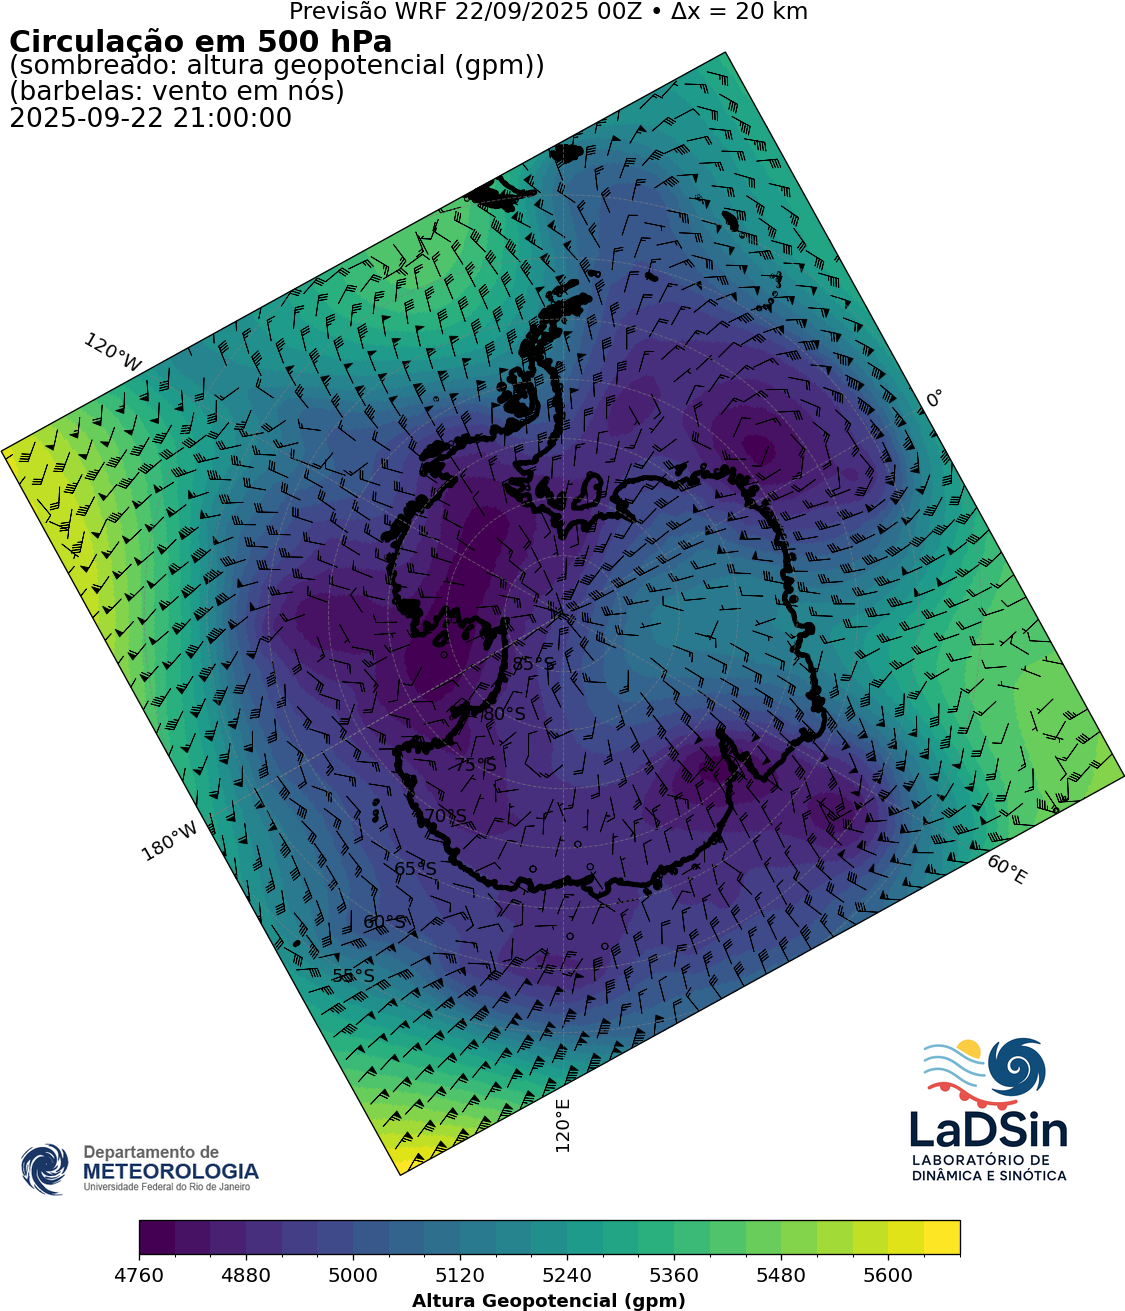 Previsão WRF 22/09/2025 00Z • Δx = 20 km
Circulação em 500 hPa
(sombreado: altura geopotencial (gpm))
(barbelas: vento em nós)
2025-09-22 21:00:00
120°W
0°
85°S
80°S
75°S
70°S
180°W
65°S
60°E
60°S
55°S
120°E
LaDSin
LABORATÓRIO DE
DINÂMICA E SINÓTICA
Departamento de
METEOROLOGIA
Universidade Federal do Rio de Janeiro
4760 4880 5000 5120 5240 5360 5480 5600
Altura Geopotencial (gpm)